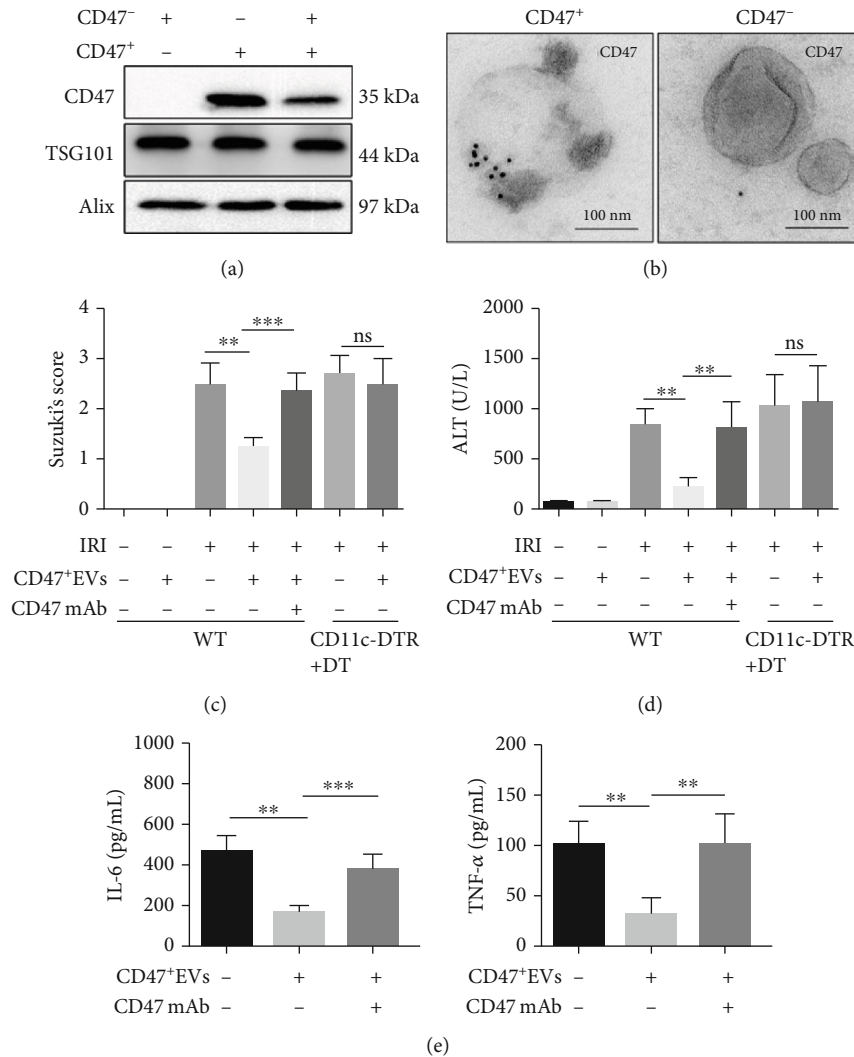 CD47⁻ + – +
CD47⁺ – + +
CD47 35 kDa
TSG101 44 kDa
Alix 97 kDa
(a)
CD47⁺ CD47⁻
CD47 CD47
100 nm 100 nm
(b)
Suzuki's score
4
3
2
1
0
** *** ns
IRI – – + + + + +
CD47⁺EVs – + – + + – +
CD47 mAb – – – – + – –
WT CD11c-DTR
+DT
(c)
ALT (U/L)
2000
1500
1000
500
0
** ** ns
IRI – – + + + + +
CD47⁺EVs – + – + + – +
CD47 mAb – – – – + – –
WT CD11c-DTR
+DT
(d)
IL-6 (pg/mL)
1000
800
600
400
200
0
** ***
CD47⁺EVs – + +
CD47 mAb – – +
TNF-α (pg/mL)
200
150
100
50
0
** **
CD47⁺EVs – + +
CD47 mAb – – +
(e)